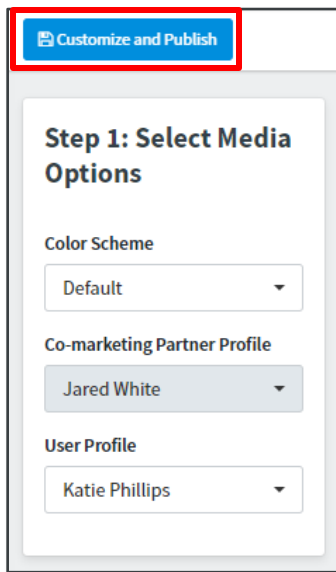 Customize and Publish
Step 1: Select Media
Options
Color Scheme
Default
Co-marketing Partner Profile
Jared White
User Profile
Katie Phillips